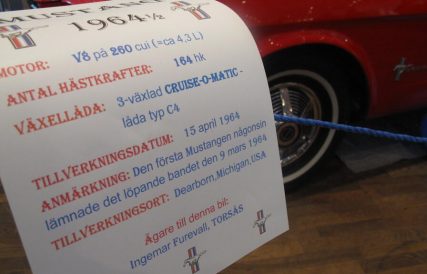 MUSTANG
1964½
MOTOR: V8 på 260 cui (=ca 4,3 L)
ANTAL HÄSTKRAFTER: 164 hk
VÄXELLÅDA: 3-växlad CRUISE-O-MATIC -
låda typ C4
TILLVERKNINGSDATUM: 15 april 1964
ANMÄRKNING: Den första Mustangen någonsin
lämnade det löpande bandet den 9 mars 1964
TILLVERKNINGSORT: Dearborn,Michigan,USA
Ägare till denna bil:
Ingemar Furevall, TORSÅS